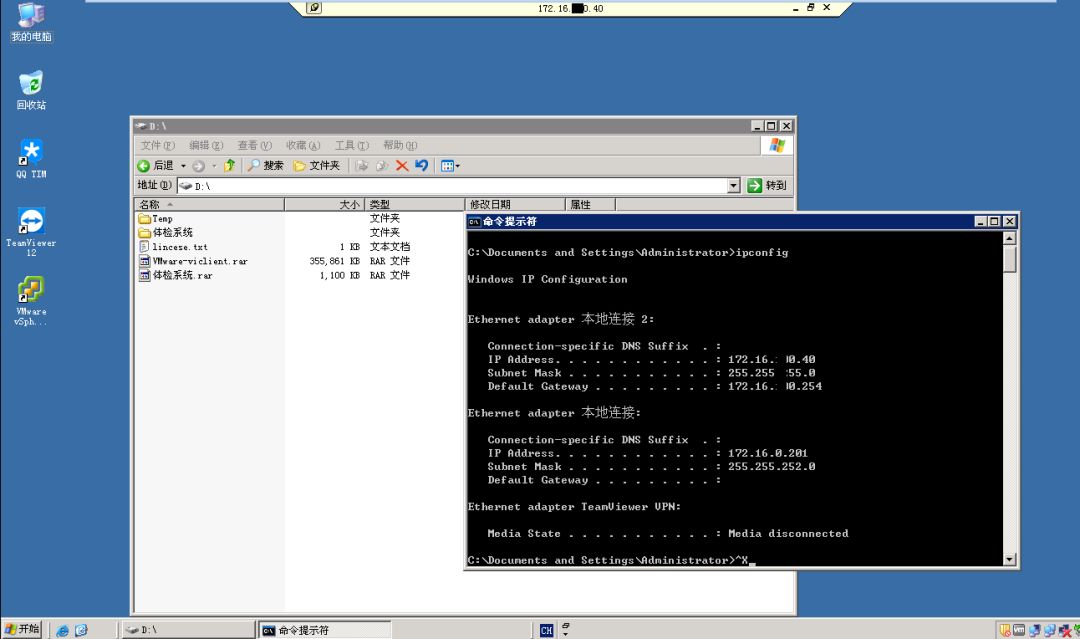 172.16. 0.40
我的电脑
回收站
QQ TIM
TeamViewer
12
VMware
vSph...
D:\
文件(F) 编辑(E) 查看(V) 收藏(A) 工具(T) 帮助(H)
后退 搜索 文件夹
地址(D) D:\ 转到
名称 大小 类型 修改日期 属性
Temp 文件夹
体检系统 文件夹
lincese.txt 1 KB 文本文档
VMware-viclient.rar 355,861 KB RAR 文件
体检系统.rar 1,100 KB RAR 文件
命令提示符
C:\Documents and Settings\Administrator>ipconfig
Windows IP Configuration
Ethernet adapter 本地连接 2:
Connection-specific DNS Suffix . :
IP Address. . . . . . . . . . . . : 172.16. 0.40
Subnet Mask . . . . . . . . . . . : 255.255 55.0
Default Gateway . . . . . . . . . : 172.16. 0.254
Ethernet adapter 本地连接:
Connection-specific DNS Suffix . :
IP Address. . . . . . . . . . . . : 172.16.0.201
Subnet Mask . . . . . . . . . . . : 255.255.252.0
Default Gateway . . . . . . . . . :
Ethernet adapter TeamViewer VPN:
Media State . . . . . . . . . . . : Media disconnected
C:\Documents and Settings\Administrator>^X_
开始 D:\ 命令提示符 CH